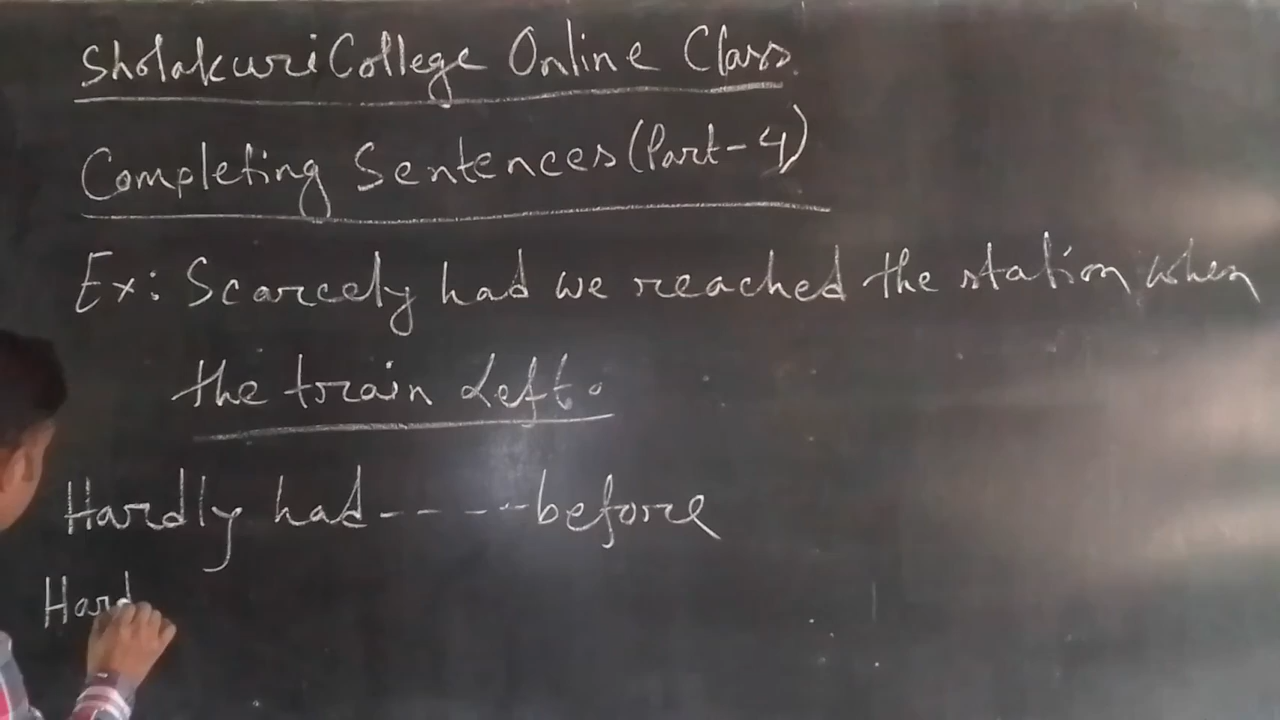 Sholakuri College Online Class.
Completing Sentences (Part-4)
Ex: Scarcely had we reached the station when
the train left.
Hardly had-----before
Hard